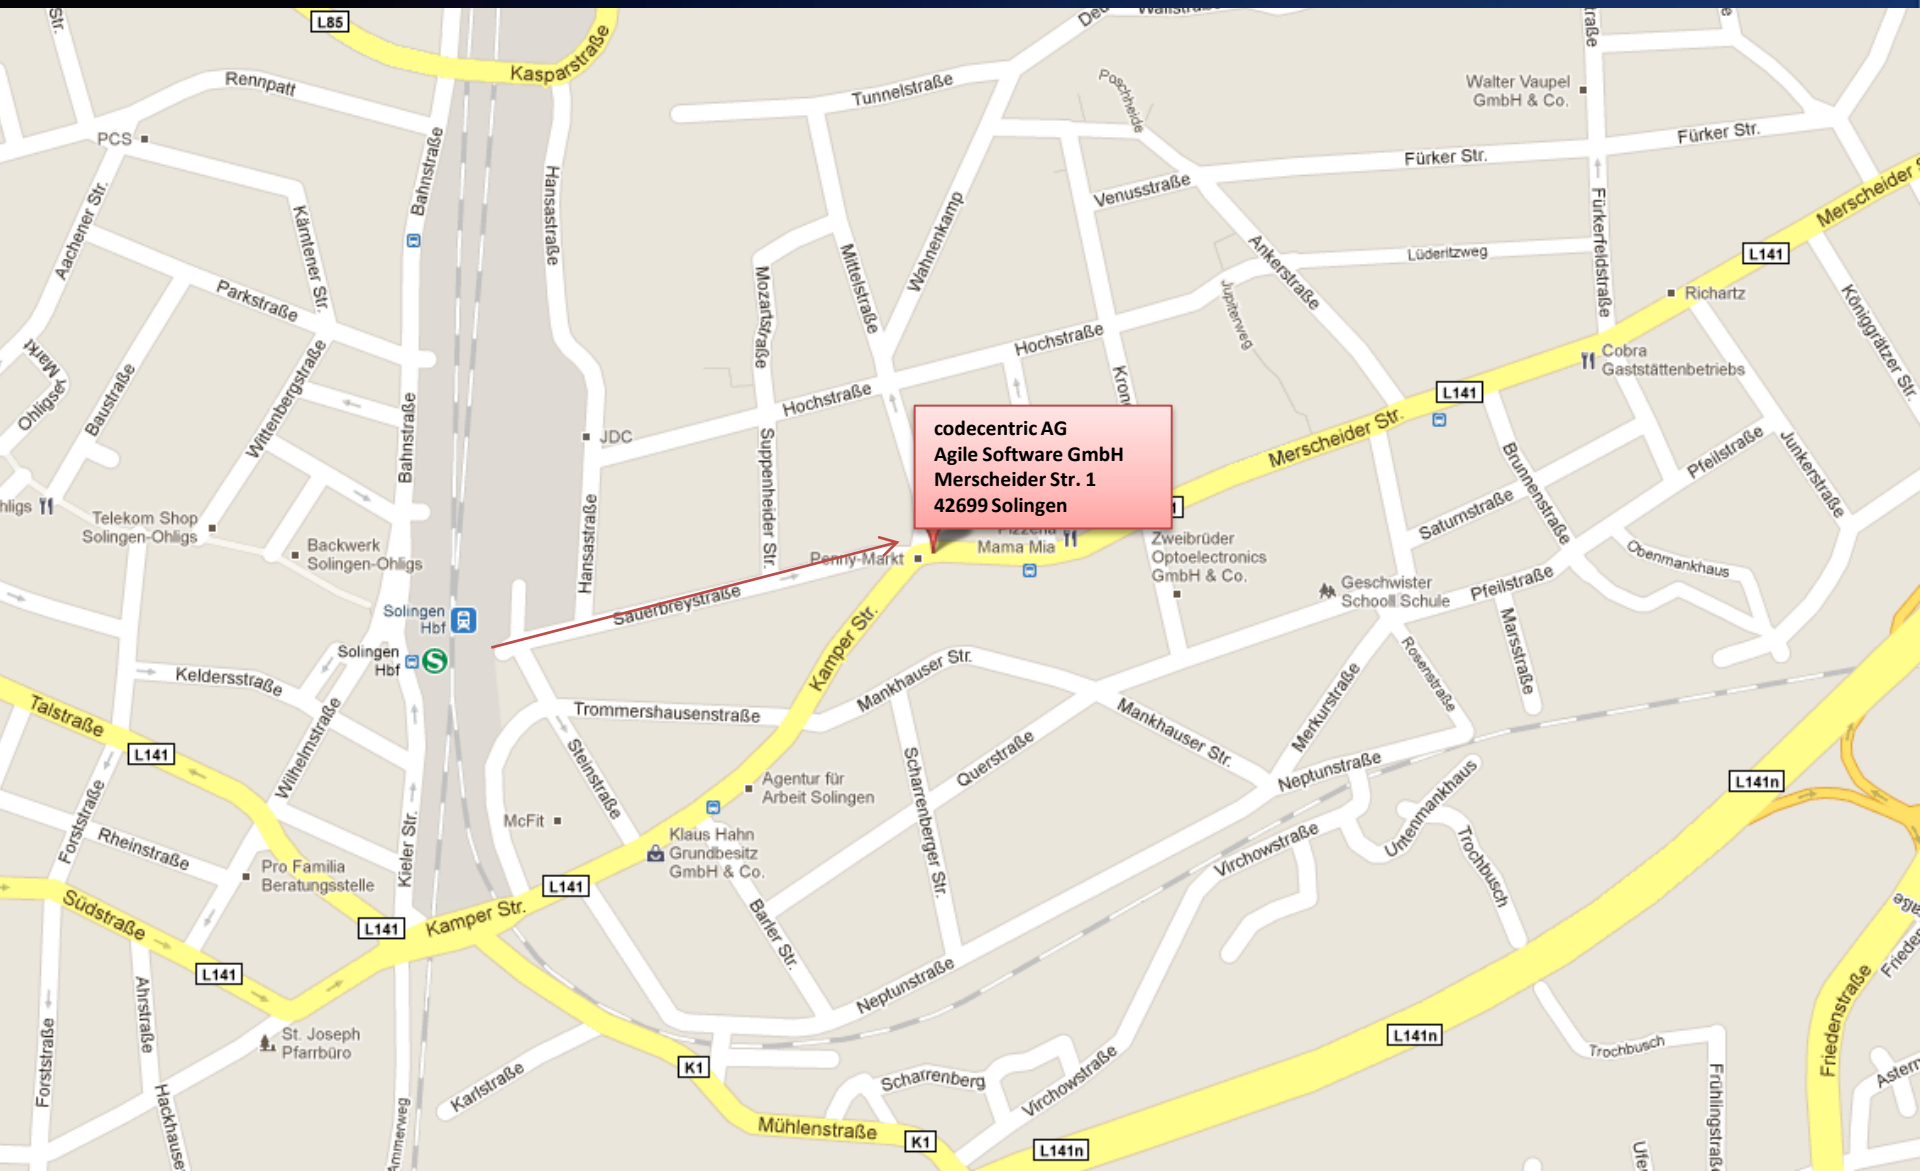 Str.
L85
Kasparstraße
Wallstraße
Rennpatt
Tunnelstraße
Poschheide
Walter Vaupel
GmbH & Co.
PCS
Bahnstraße
Hansastraße
Fürker Str.
Fürker Str.
Merscheider
Venusstraße
Aachener Str.
Kärntener Str.
Wahnenkamp
Mittelstraße
Ankerstraße
Lüderitzweg
Fürkerfeldstraße
L141
Parkstraße
Mozartstraße
Jupiterweg
Richartz
Königgrätzer Str.
Hochstraße
Markt
Ohligser
Baustraße
Wittenbergstraße
Cobra
Gaststättenbetriebs
Hochstraße
L141
JDC
Bahnstraße
Suppenheider Str.
codecentric AG
Agile Software GmbH
Merscheider Str. 1
42699 Solingen
Merscheider Str.
Brunnenstraße
Pfeilstraße
Junkerstraße
Telekom Shop
Solingen-Ohligs
Hansastraße
Saturnstraße
Backwerk
Solingen-Ohligs
Penny-Markt
Mama Mia
Zweibrüder
Optoelectronics
GmbH & Co.
Obenmankhaus
Geschwister
Schooll Schule
Pfeilstraße
Sauerbreystraße
Solingen
Hbf
Solingen
Hbf
S
Kamper Str.
Marsstraße
Rosenstraße
Keldersstraße
Mankhauser Str.
Merkurstraße
Talstraße
Trommershausenstraße
Mankhauser Str.
L141
Wilhelmstraße
Steinstraße
Scharrenberger Str.
Querstraße
Neptunstraße
Untenmankhaus
L141n
Agentur für
Arbeit Solingen
Forststraße
McFit
Klaus Hahn
Grundbesitz
GmbH & Co.
Rheinstraße
Kieler Str.
Virchowstraße
Trochbusch
Pro Familia
Beratungsstelle
L141
Südstraße
L141
Kamper Str.
Barler Str.
L141
Neptunstraße
Friedenstraße
Ahrstraße
St. Joseph
Pfarrbüro
L141n
Trochbusch
Forststraße
K1
Karlstraße
Scharrenberg
Virchowstraße
Frühlingstraße
Hackhause
Ammerweg
Mühlenstraße
K1
L141n